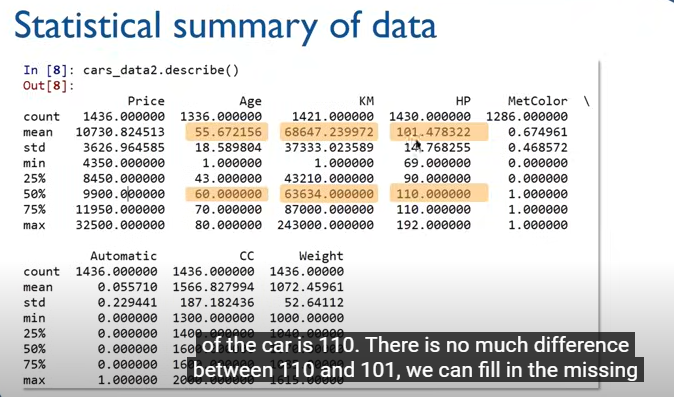 Statistical summary of data
In [8]: cars_data2.describe()
Out[8]:
Price Age KM HP MetColor \
count 1436.000000 1336.000000 1421.000000 1430.000000 1286.000000
mean 10730.824513 55.672156 68647.239972 101.478322 0.674961
std 3626.964585 18.589804 37333.023589 14.768255 0.468572
min 4350.000000 1.000000 1.000000 69.000000 0.000000
25% 8450.000000 43.000000 43210.000000 90.000000 0.000000
50% 9900.000000 60.000000 63634.000000 110.000000 1.000000
75% 11950.000000 70.000000 87000.000000 110.000000 1.000000
max 32500.000000 80.000000 243000.000000 192.000000 1.000000
Automatic CC Weight
count 1436.000000 1436.000000 1436.00000
mean 0.055710 1566.827994 1072.45961
std 0.229441 187.182436 52.64112
min 0.000000 1300.000000 1000.00000
25% 0.000000
50% 0.000000
75% 0.000000
max 1.000000
of the car is 110. There is no much difference
between 110 and 101, we can fill in the missing